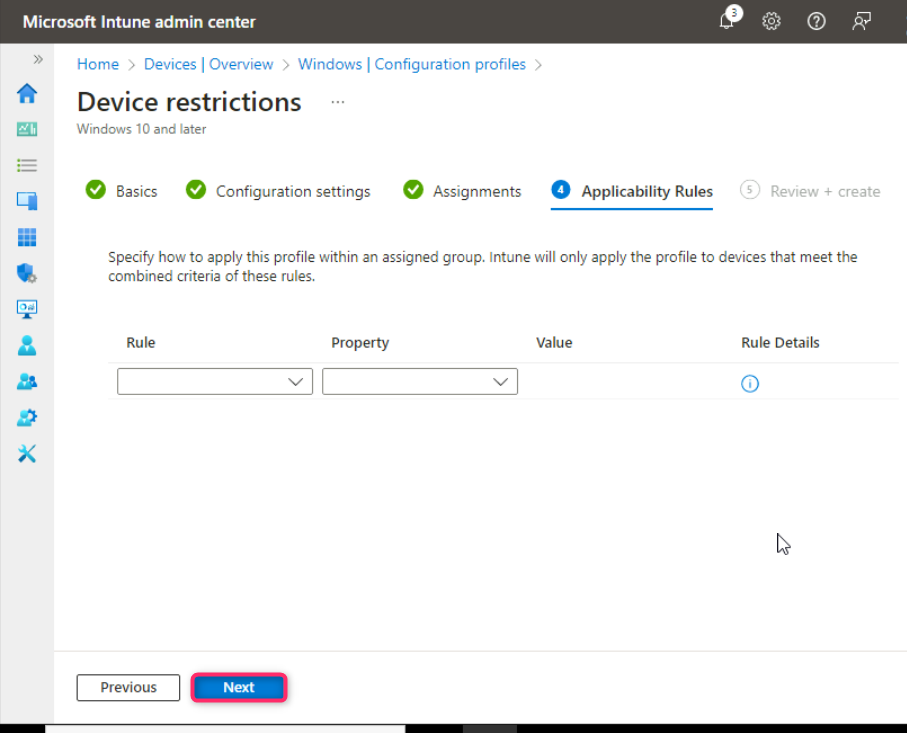 Microsoft Intune admin center
3
Home > Devices | Overview > Windows | Configuration profiles >
Device restrictions ...
Windows 10 and later
Basics Configuration settings Assignments 4 Applicability Rules 5 Review + create
Specify how to apply this profile within an assigned group. Intune will only apply the profile to devices that meet the
combined criteria of these rules.
Rule Property Value Rule Details
Previous Next